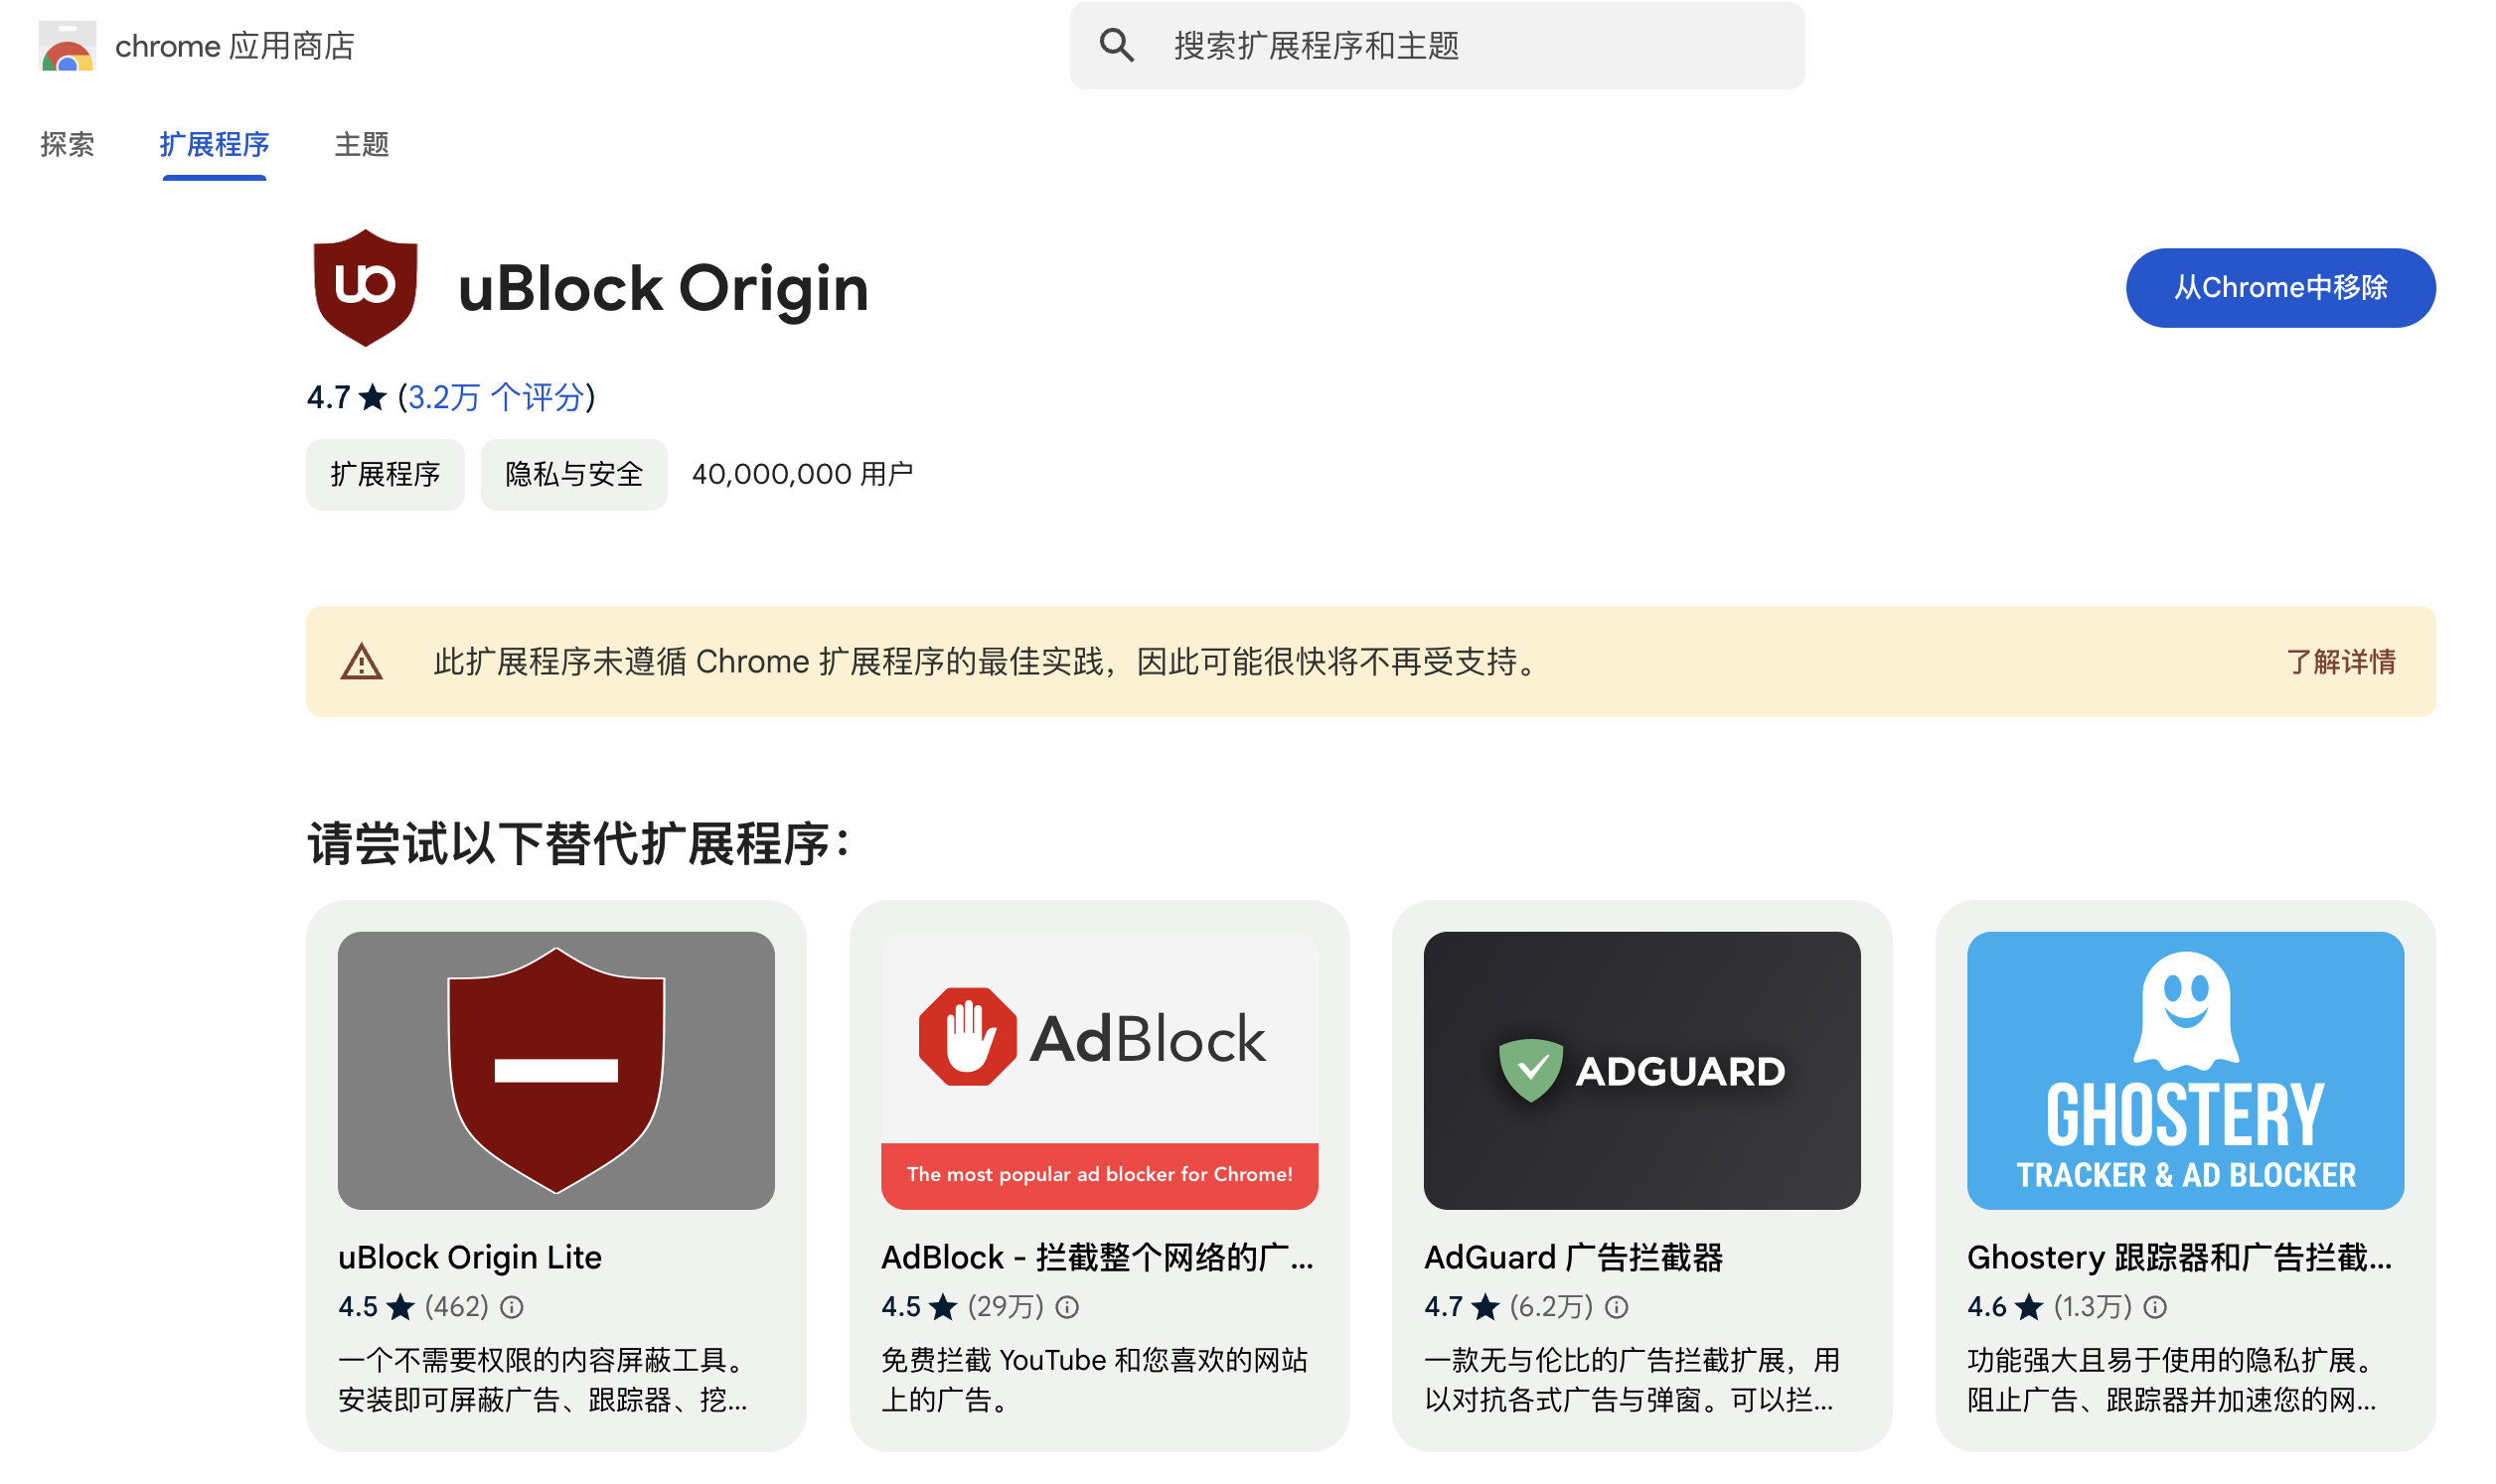 chrome 应用商店
搜索扩展程序和主题
探索
扩展程序
主题
uBlock Origin
从Chrome中移除
4.7 ★ (3.2万 个评分)
扩展程序
隐私与安全
40,000,000 用户
此扩展程序未遵循 Chrome 扩展程序的最佳实践，因此可能很快将不再受支持。
了解详情
请尝试以下替代扩展程序：
uBlock Origin Lite
4.5 ★ (462)
一个不需要权限的内容屏蔽工具。
安装即可屏蔽广告、跟踪器、挖...
AdBlock
The most popular ad blocker for Chrome!
AdBlock - 拦截整个网络的广...
4.5 ★ (29万)
免费拦截 YouTube 和您喜欢的网站
上的广告。
ADGUARD
AdGuard 广告拦截器
4.7 ★ (6.2万)
一款无与伦比的广告拦截扩展，用
以对抗各式广告与弹窗。可以拦...
GHOSTERY
TRACKER & AD BLOCKER
Ghostery 跟踪器和广告拦截...
4.6 ★ (1.3万)
功能强大且易于使用的隐私扩展。
阻止广告、跟踪器并加速您的网...